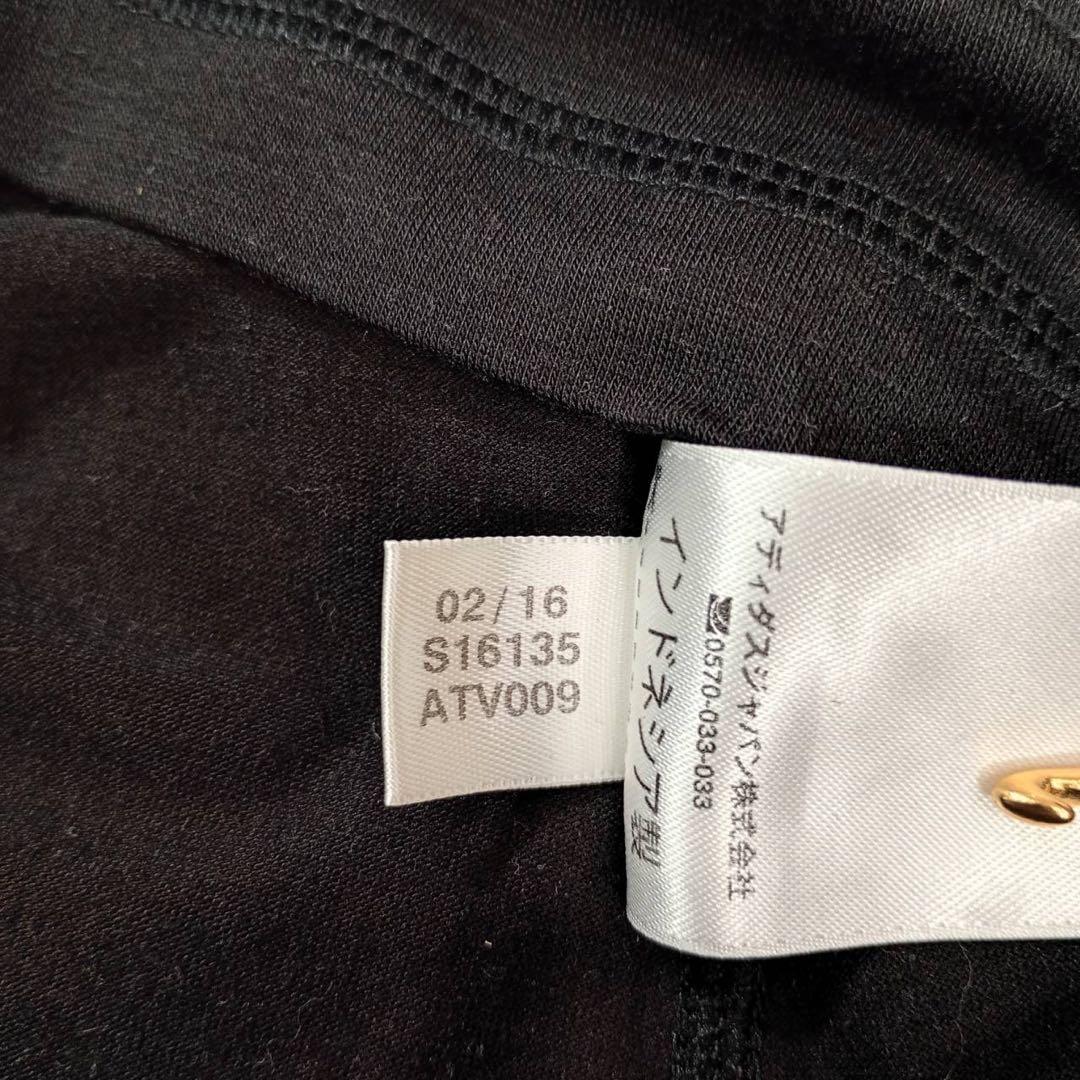 02/16
S16135
ATV009
アディダスジャパン株式会社
0570-033-033
インドネシア製